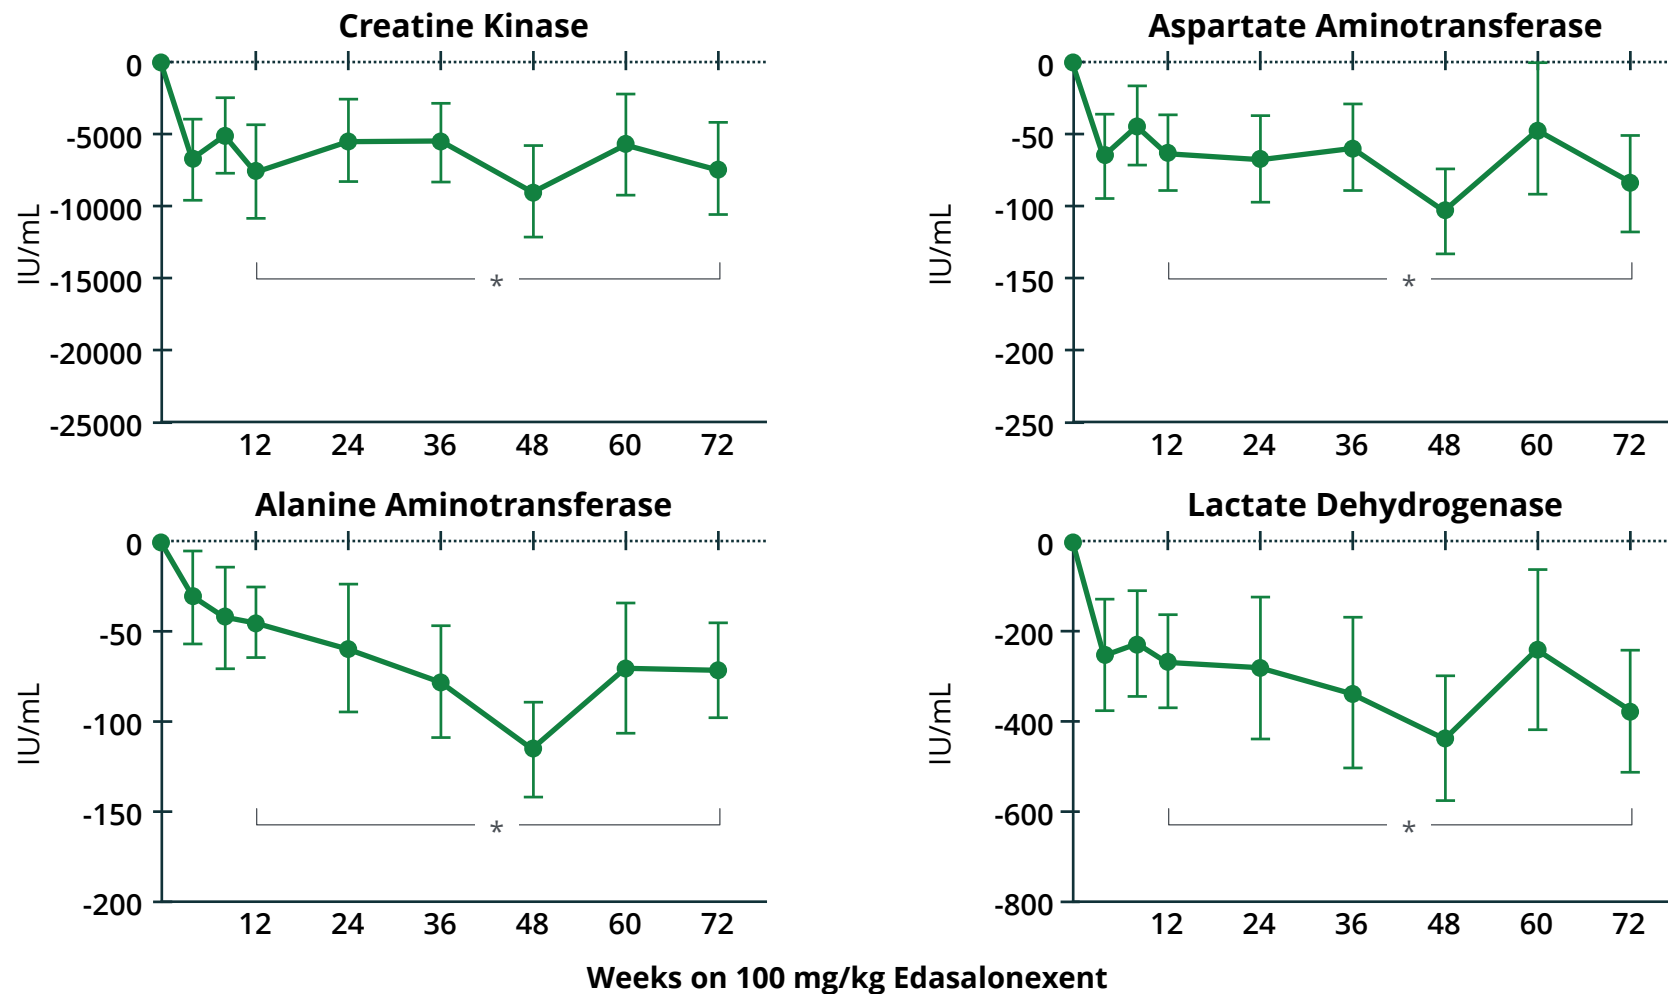 Creatine Kinase
0
-5000
-10000
-15000
-20000
-25000
IU/mL
*
12 24 36 48 60 72
Aspartate Aminotransferase
0
-50
-100
-150
-200
-250
IU/mL
*
12 24 36 48 60 72
Alanine Aminotransferase
0
-50
-100
-150
-200
IU/mL
*
12 24 36 48 60 72
Lactate Dehydrogenase
0
-200
-400
-600
-800
IU/mL
*
12 24 36 48 60 72
Weeks on 100 mg/kg Edasalonexent